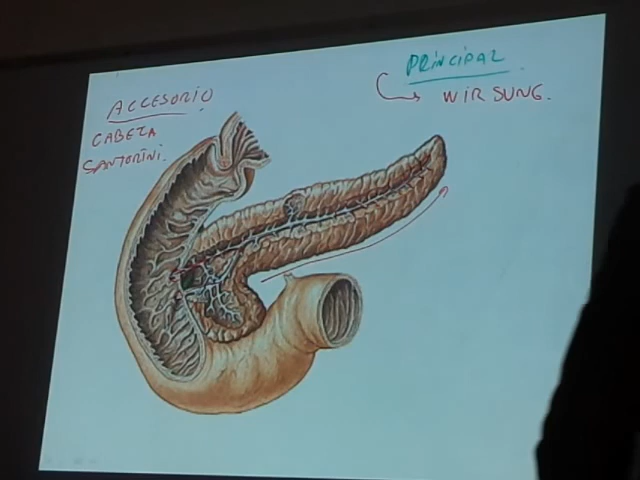 ACCESORIO
CABEZA
SANTORINI.
PRINCIPAL
WIRSUNG.